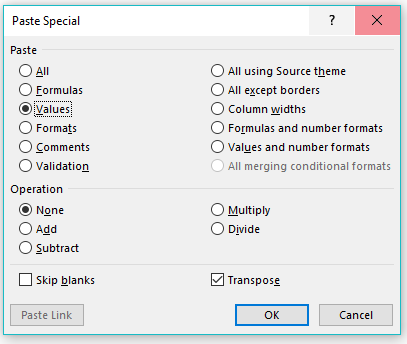 Paste Special
?
Paste
All
Formulas
Values
Formats
Comments
Validation
All using Source theme
All except borders
Column widths
Formulas and number formats
Values and number formats
All merging conditional formats
Operation
None
Add
Subtract
Multiply
Divide
Skip blanks
Transpose
Paste Link
OK
Cancel